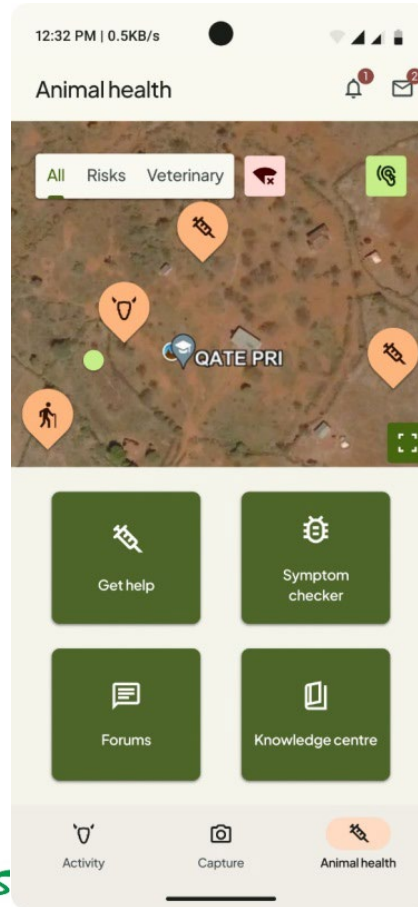 12:32 PM | 0.5KB/s
Animal health
1
2
All Risks Veterinary
QATE PRI
Get help
Symptom
checker
Forums
Knowledge centre
Activity
Capture
Animal health
s